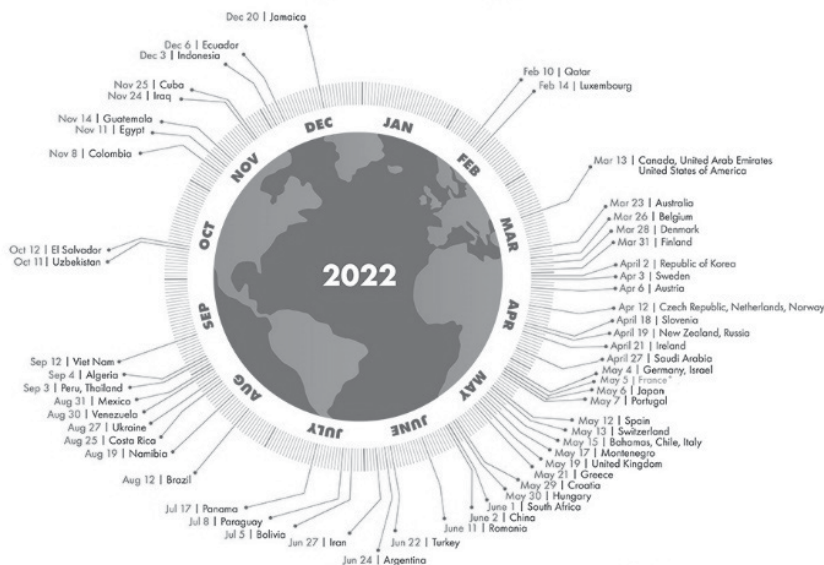 Dec 20 | Jamaica
Dec 6 | Ecuador
Dec 3 | Indonesia
Nov 25 | Cuba
Nov 24 | Iraq
Nov 14 | Guatemala
Nov 11 | Egypt
Nov 8 | Colombia
Oct 12 | El Salvador
Oct 11 | Uzbekistan
Sep 12 | Viet Nam
Sep 4 | Algeria
Sep 3 | Peru, Thailand
Aug 31 | Mexico
Aug 30 | Venezuela
Aug 27 | Ukraine
Aug 25 | Costa Rica
Aug 19 | Namibia
Aug 12 | Brazil
Jul 17 | Panama
Jul 8 | Paraguay
Jul 5 | Bolivia
Jun 27 | Iran
Jun 24 | Argentina
Jun 22 | Turkey
June 11 | Romania
June 2 | China
June 1 | South Africa
May 30 | Hungary
May 29 | Croatia
May 21 | Greece
May 19 | United Kingdom
May 17 | Montenegro
May 15 | Bahamas, Chile, Italy
May 13 | Switzerland
May 12 | Spain
May 7 | Portugal
May 6 | Japan
May 5 | France*
May 4 | Germany, Israel
April 27 | Saudi Arabia
April 21 | Ireland
April 19 | New Zealand, Russia
April 18 | Slovenia
Apr 12 | Czech Republic, Netherlands, Norway
Apr 6 | Austria
Apr 3 | Sweden
April 2 | Republic of Korea
Mar 31 | Finland
Mar 28 | Denmark
Mar 26 | Belgium
Mar 23 | Australia
Mar 13 | Canada, United Arab Emirates
United States of America
Feb 14 | Luxembourg
Feb 10 | Qatar
JAN
FEB
MAR
APR
MAY
JUNE
JULY
AUG
SEP
OCT
NOV
DEC
2022